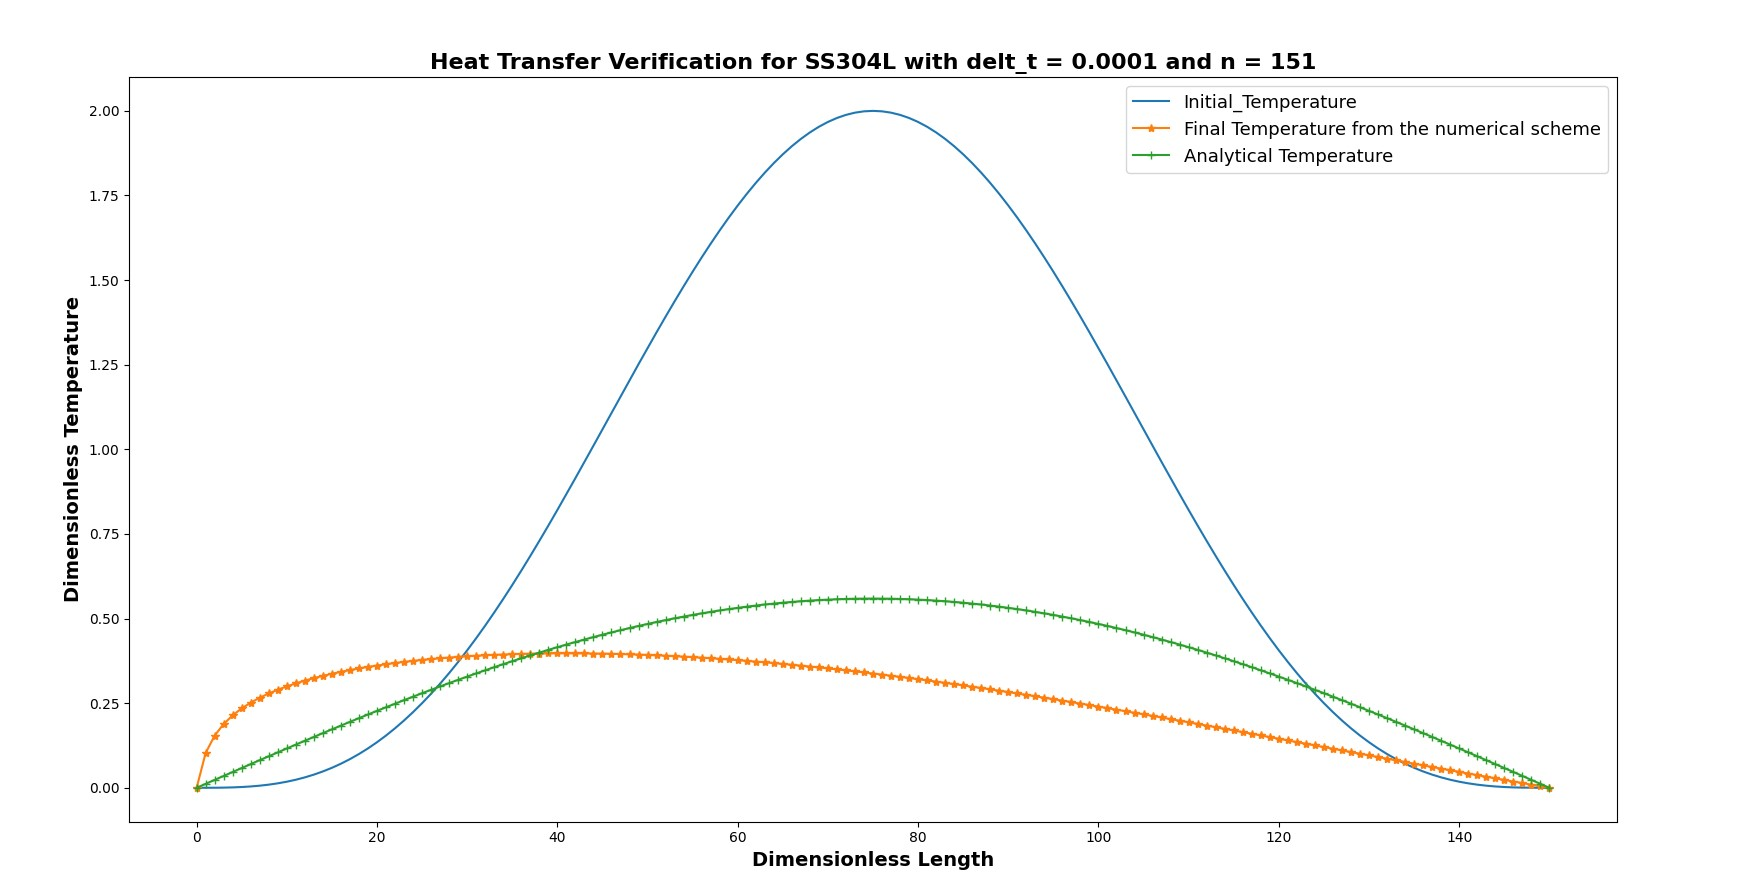 Heat Transfer Verification for SS304L with delt_t = 0.0001 and n = 151
Initial_Temperature
Final Temperature from the numerical scheme
Analytical Temperature
2.00
1.75
1.50
1.25
1.00
0.75
0.50
0.25
0.00
Dimensionless Temperature
0 20 40 60 80 100 120 140
Dimensionless Length